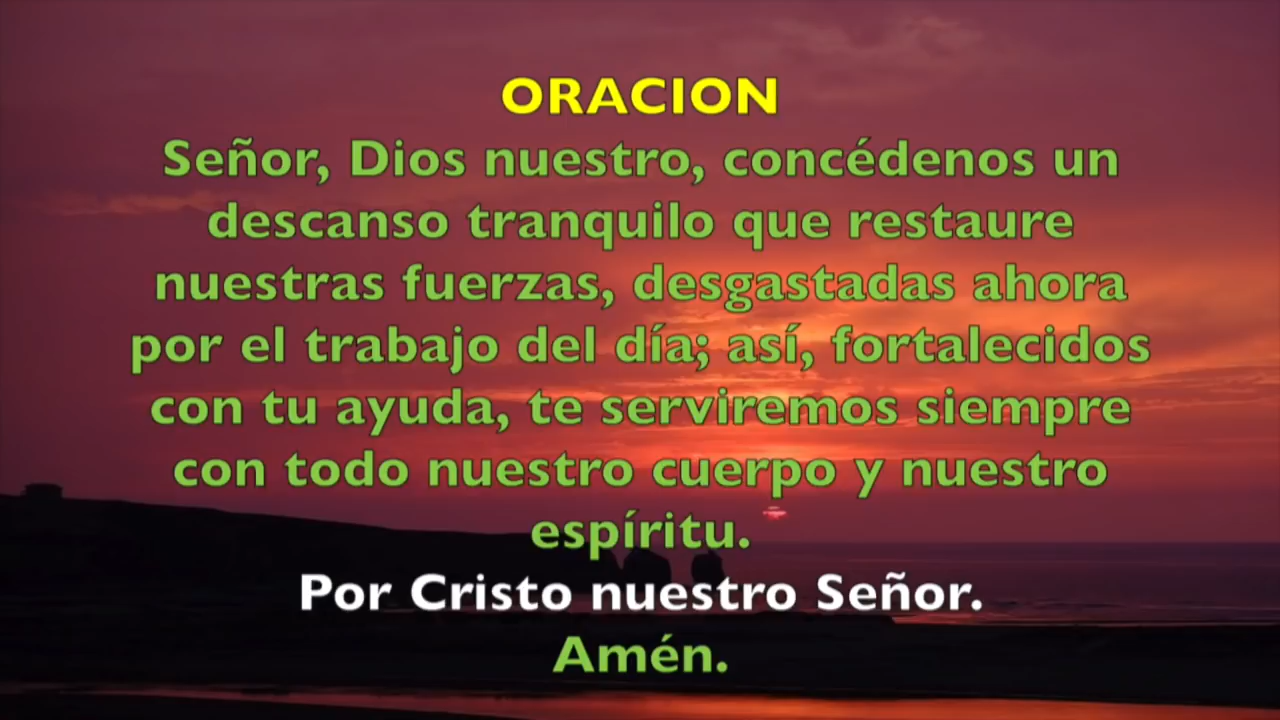 ORACION
Señor, Dios nuestro, concédenos un
descanso tranquilo que restaure
nuestras fuerzas, desgastadas ahora
por el trabajo del día; así, fortalecidos
con tu ayuda, te serviremos siempre
con todo nuestro cuerpo y nuestro
espíritu.
Por Cristo nuestro Señor.
Amén.